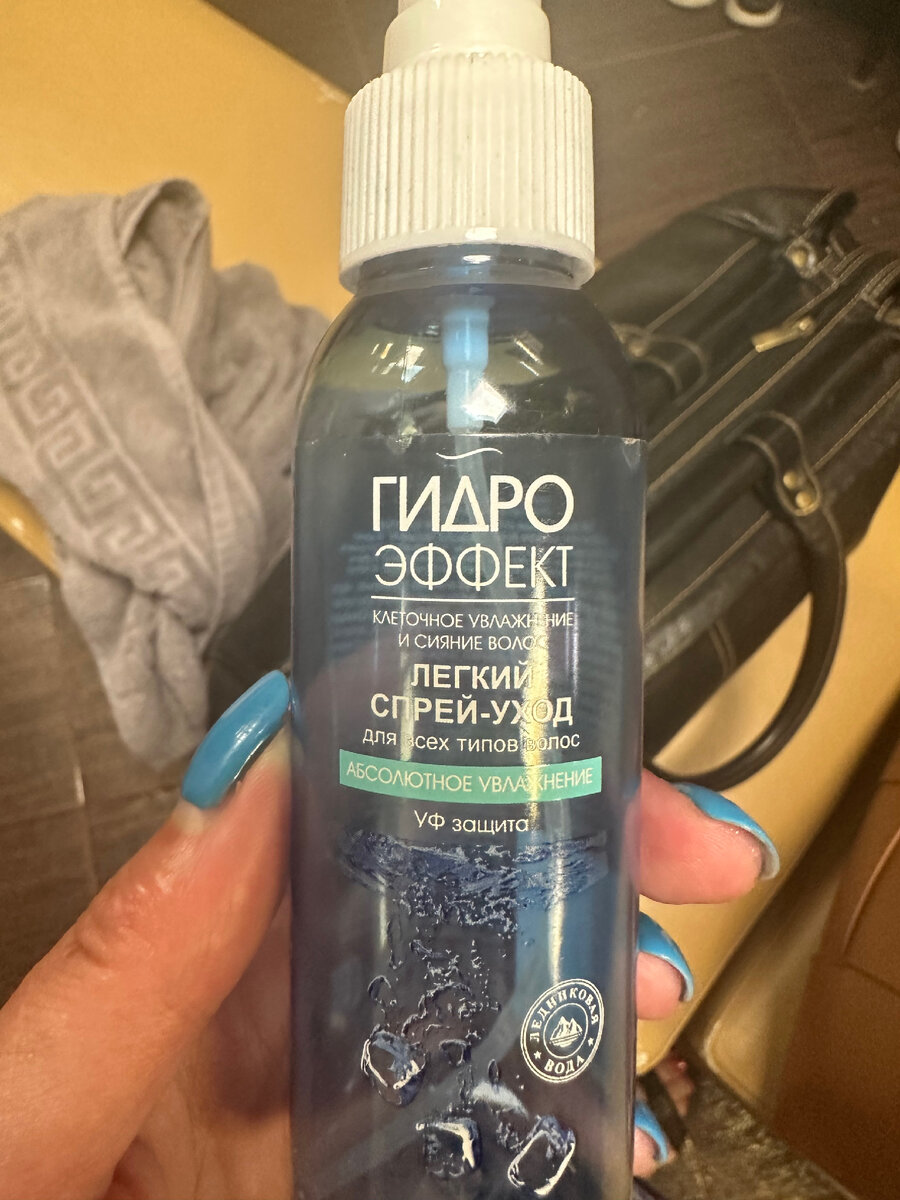 ГИДРО
ЭФФЕКТ
КЛЕТОЧНОЕ УВЛАЖНЕНИЕ
И СИЯНИЕ ВОЛОС
ЛЕГКИЙ
СПРЕЙ-УХОД
для всех типов волос
АБСОЛЮТНОЕ УВЛАЖНЕНИЕ
УФ защита
ЛЕДНИКОВАЯ
ВОДА